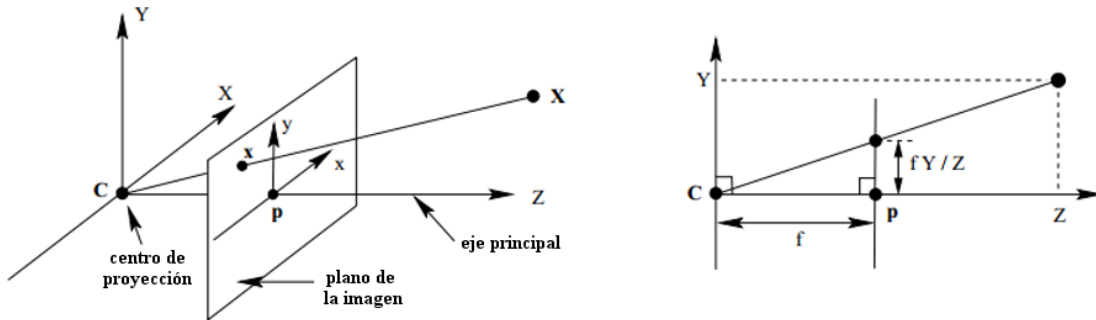 Y
X
X
y
x
x
C
p
Z
centro de
proyección
plano de
la imagen
eje principal
Y
C
f Y / Z
p
Z
f